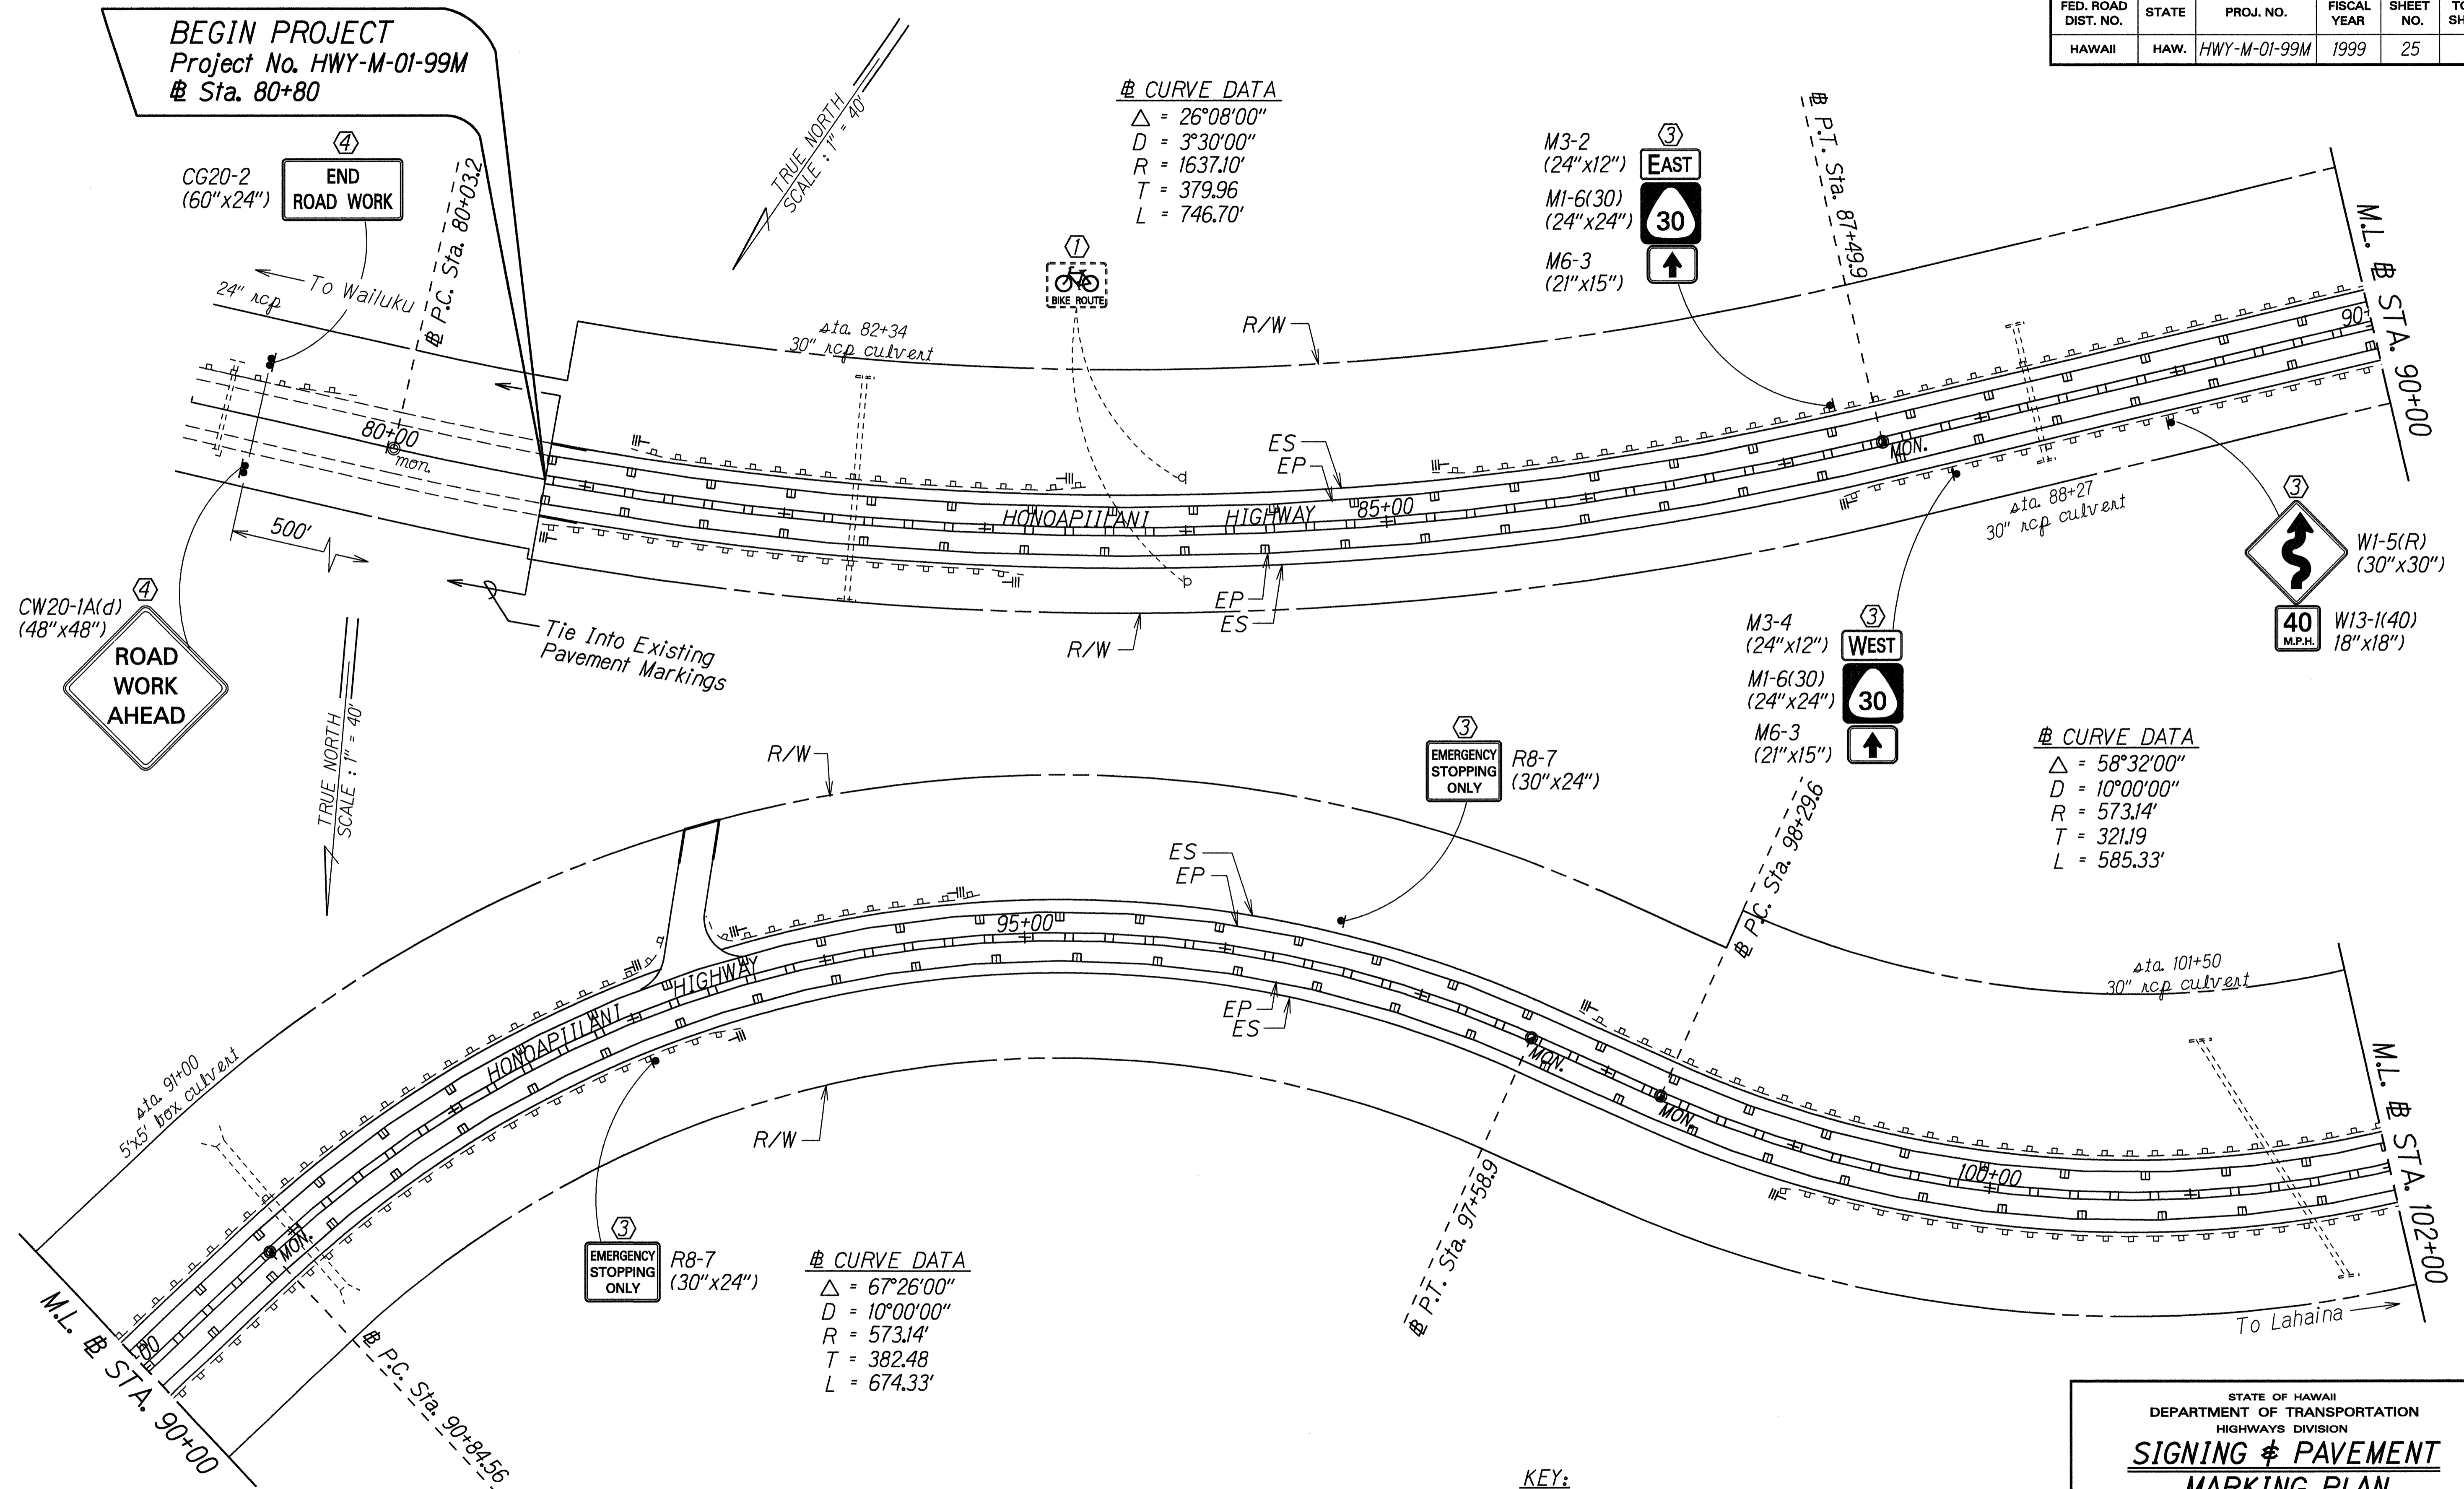 BEGIN PROJECT
Project No. HWY-M-01-99M
℄ Sta. 80+80
FED. ROAD DIST. NO.
STATE
PROJ. NO.
FISCAL YEAR
SHEET NO.
HAWAII
HAW.
HWY-M-01-99M
1999
25
TRUE NORTH
SCALE : 1" = 40'
℄ CURVE DATA
△ = 26°08'00"
D = 3°30'00"
R = 1637.10'
T = 379.96
L = 746.70'
4
CG20-2
(60"x24")
END
ROAD WORK
℄ P.C. Sta. 80+03.2
To Wailuku
24" rcp
80+00
mon.
500'
4
CW20-1A(d)
(48"x48")
ROAD
WORK
AHEAD
Tie Into Existing
Pavement Markings
sta. 82+34
30" rcp culvert
1
BIKE ROUTE
R/W
ES
EP
HONOAPIILANI HIGHWAY
85+00
EP
ES
R/W
3
M3-2
(24"x12")
EAST
M1-6(30)
(24"x24")
30
M6-3
(21"x15")
℄ P.T. Sta. 87+49.9
MON.
90
M.L. ℄ STA. 90+00
sta. 88+27
30" rcp culvert
3
W1-5(R)
(30"x30")
40
M.P.H.
W13-1(40)
18"x18")
3
M3-4
(24"x12")
WEST
M1-6(30)
(24"x24")
30
M6-3
(21"x15")
℄ CURVE DATA
△ = 58°32'00"
D = 10°00'00"
R = 573.14'
T = 321.19
L = 585.33'
TRUE NORTH
SCALE : 1" = 40'
R/W
3
EMERGENCY
STOPPING
ONLY
R8-7
(30"x24")
ES
EP
95+00
HONOAPIILANI HIGHWAY
EP
ES
℄ P.C. Sta. 98+29.6
MON.
MON.
℄ P.T. Sta. 97+58.9
sta. 101+50
30" rcp culvert
100+00
M.L. ℄ STA. 102+00
To Lahaina
sta. 91+00
5'x5' box culvert
MON.
R/W
3
EMERGENCY
STOPPING
ONLY
R8-7
(30"x24")
℄ CURVE DATA
△ = 67°26'00"
D = 10°00'00"
R = 573.14'
T = 382.48
L = 674.33'
M.L. ℄ STA. 90+00
℄ P.C. Sta. 90+84.56
KEY:
STATE OF HAWAII
DEPARTMENT OF TRANSPORTATION
HIGHWAYS DIVISION
SIGNING & PAVEMENT
MARKING PLAN